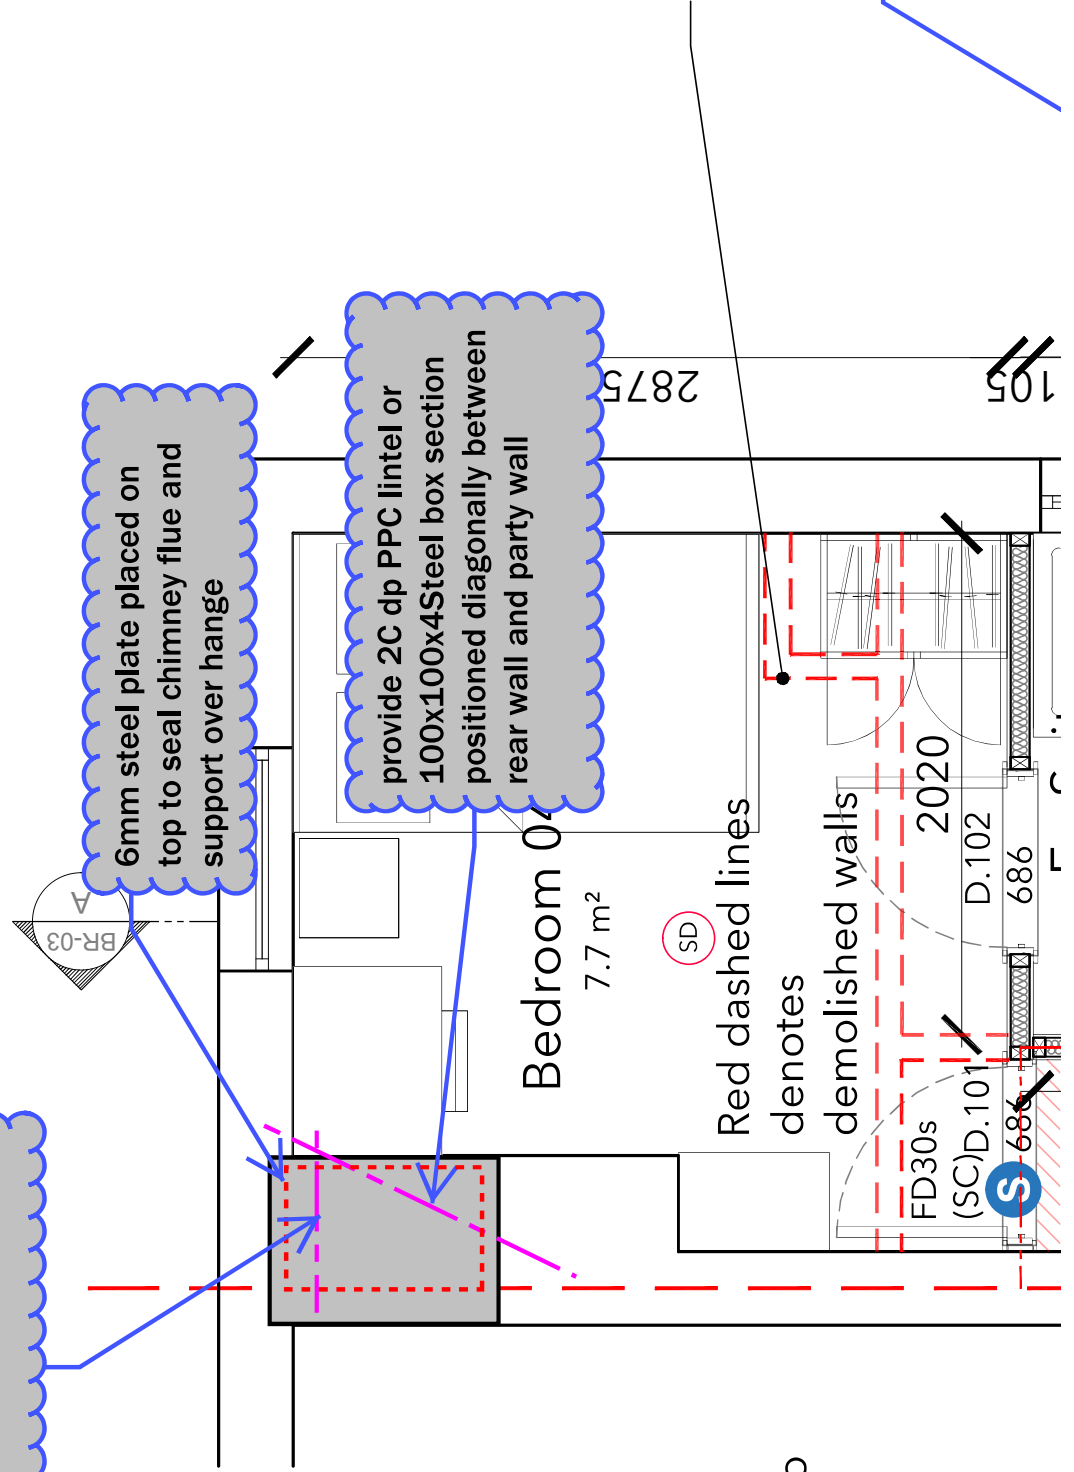 6mm steel plate placed on
top to seal chimney flue and
support over hange
provide 2C dp PPC lintel or
100x100x4Steel box section
positioned diagonally between
rear wall and party wall
2875
105
A
BR-03
Bedroom 04
7.7 m²
SD
Red dashed lines
denotes
demolished walls
2020
D.102
686
FD30s
(SC)
D.101
686
S